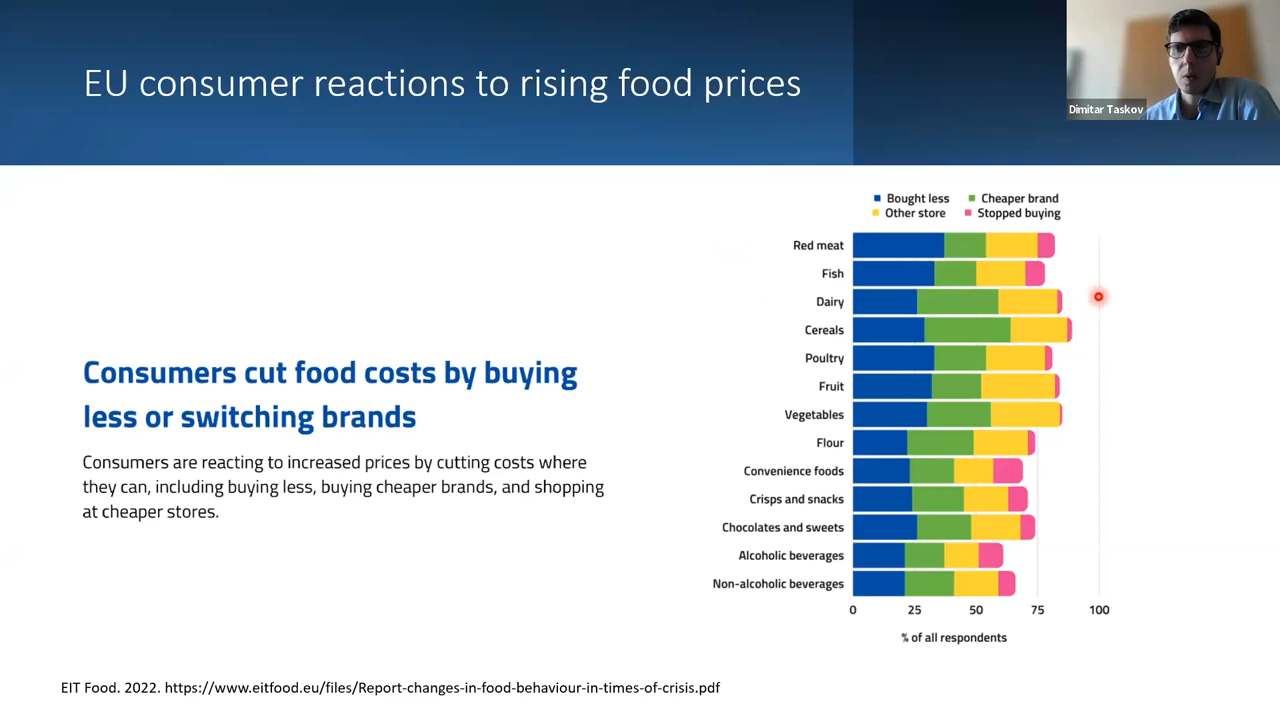 EU consumer reactions to rising food prices
Dimitar Taskov
Consumers cut food costs by buying
less or switching brands
Consumers are reacting to increased prices by cutting costs where
they can, including buying less, buying cheaper brands, and shopping
at cheaper stores.
Bought less Cheaper brand
Other store Stopped buying
Red meat
Fish
Dairy
Cereals
Poultry
Fruit
Vegetables
Flour
Convenience foods
Crisps and snacks
Chocolates and sweets
Alcoholic beverages
Non-alcoholic beverages
0 25 50 75 100
% of all respondents
EIT Food. 2022. https://www.eitfood.eu/files/Report-changes-in-food-behaviour-in-times-of-crisis.pdf